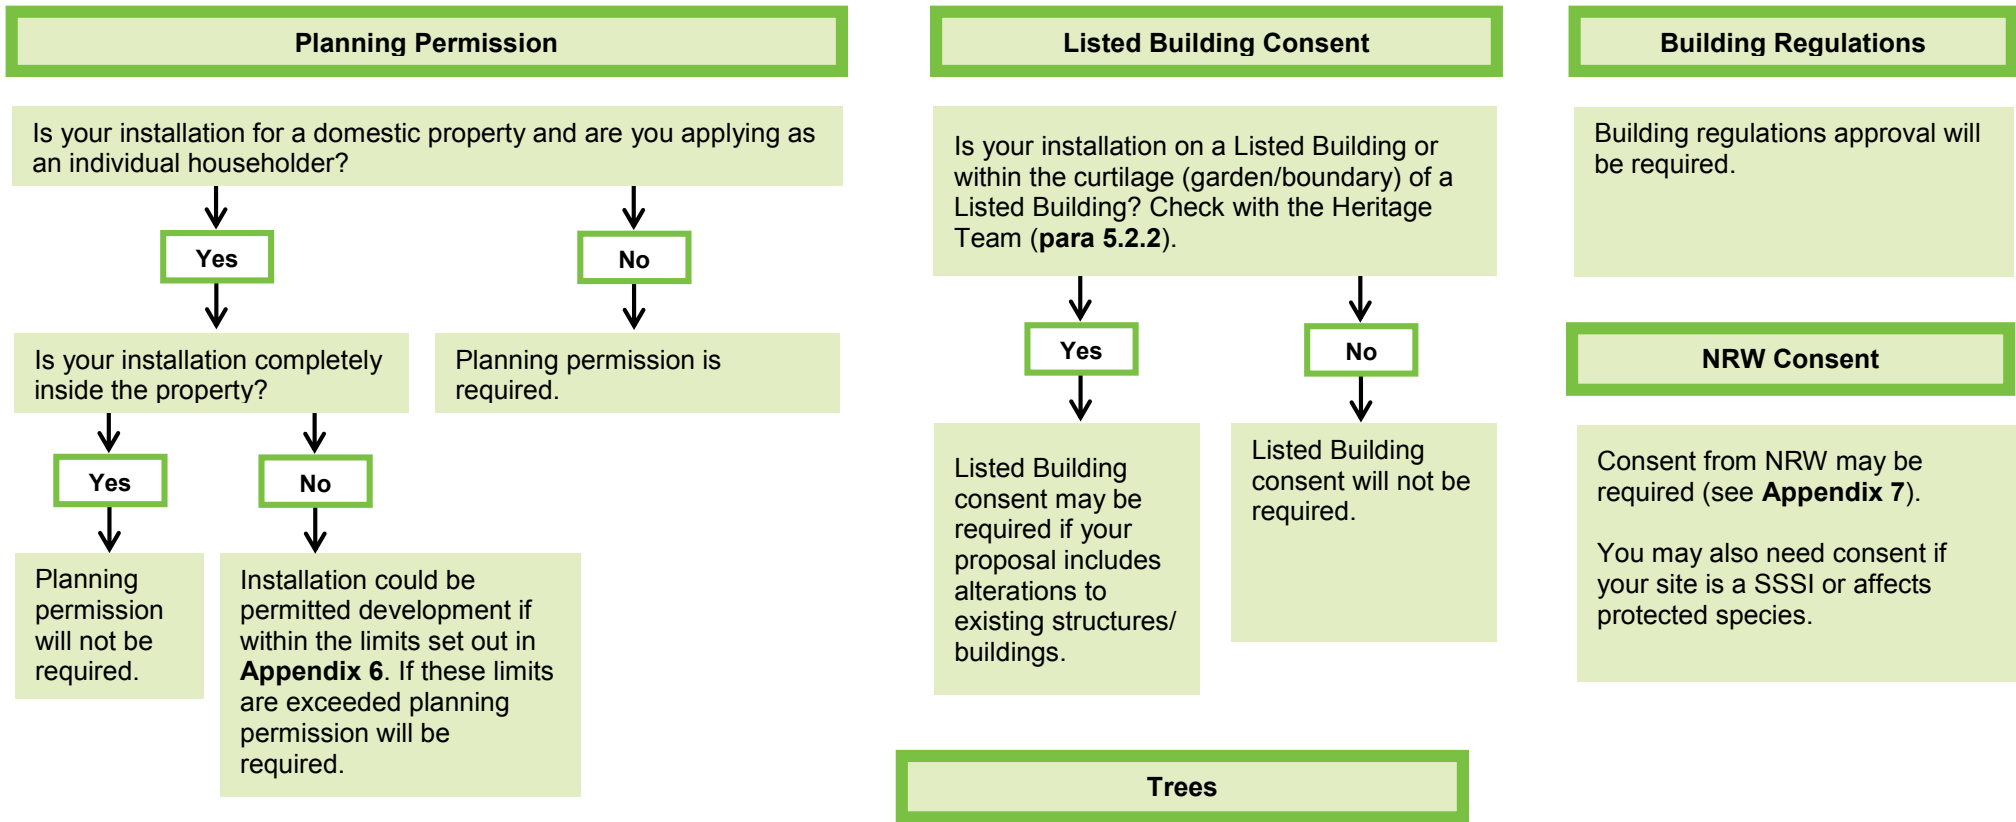 Planning Permission
Is your installation for a domestic property and are you applying as
an individual householder?
Yes
No
Is your installation completely
inside the property?
Planning permission is
required.
Yes
No
Planning
permission
will not be
required.
Installation could be
permitted development if
within the limits set out in
Appendix 6. If these limits
are exceeded planning
permission will be
required.
Listed Building Consent
Is your installation on a Listed Building or
within the curtilage (garden/boundary) of a
Listed Building? Check with the Heritage
Team (para 5.2.2).
Yes
No
Listed Building
consent may be
required if your
proposal includes
alterations to
existing structures/
buildings.
Listed Building
consent will not be
required.
Trees
Building Regulations
Building regulations approval will
be required.
NRW Consent
Consent from NRW may be
required (see Appendix 7).
You may also need consent if
your site is a SSSI or affects
protected species.